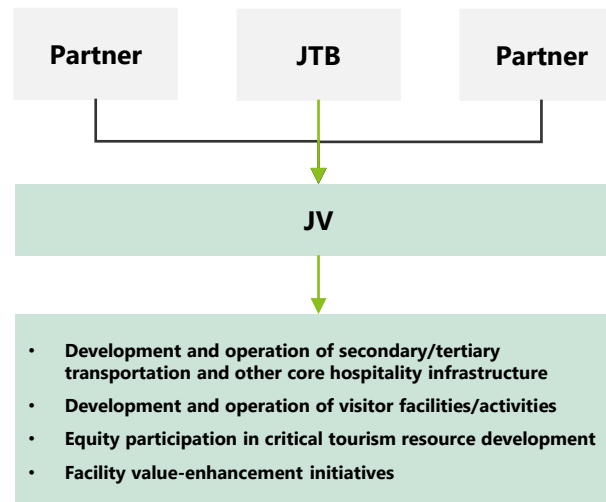 Partner
JTB
Partner
JV
• Development and operation of secondary/tertiary
transportation and other core hospitality infrastructure
• Development and operation of visitor facilities/activities
• Equity participation in critical tourism resource development
• Facility value-enhancement initiatives